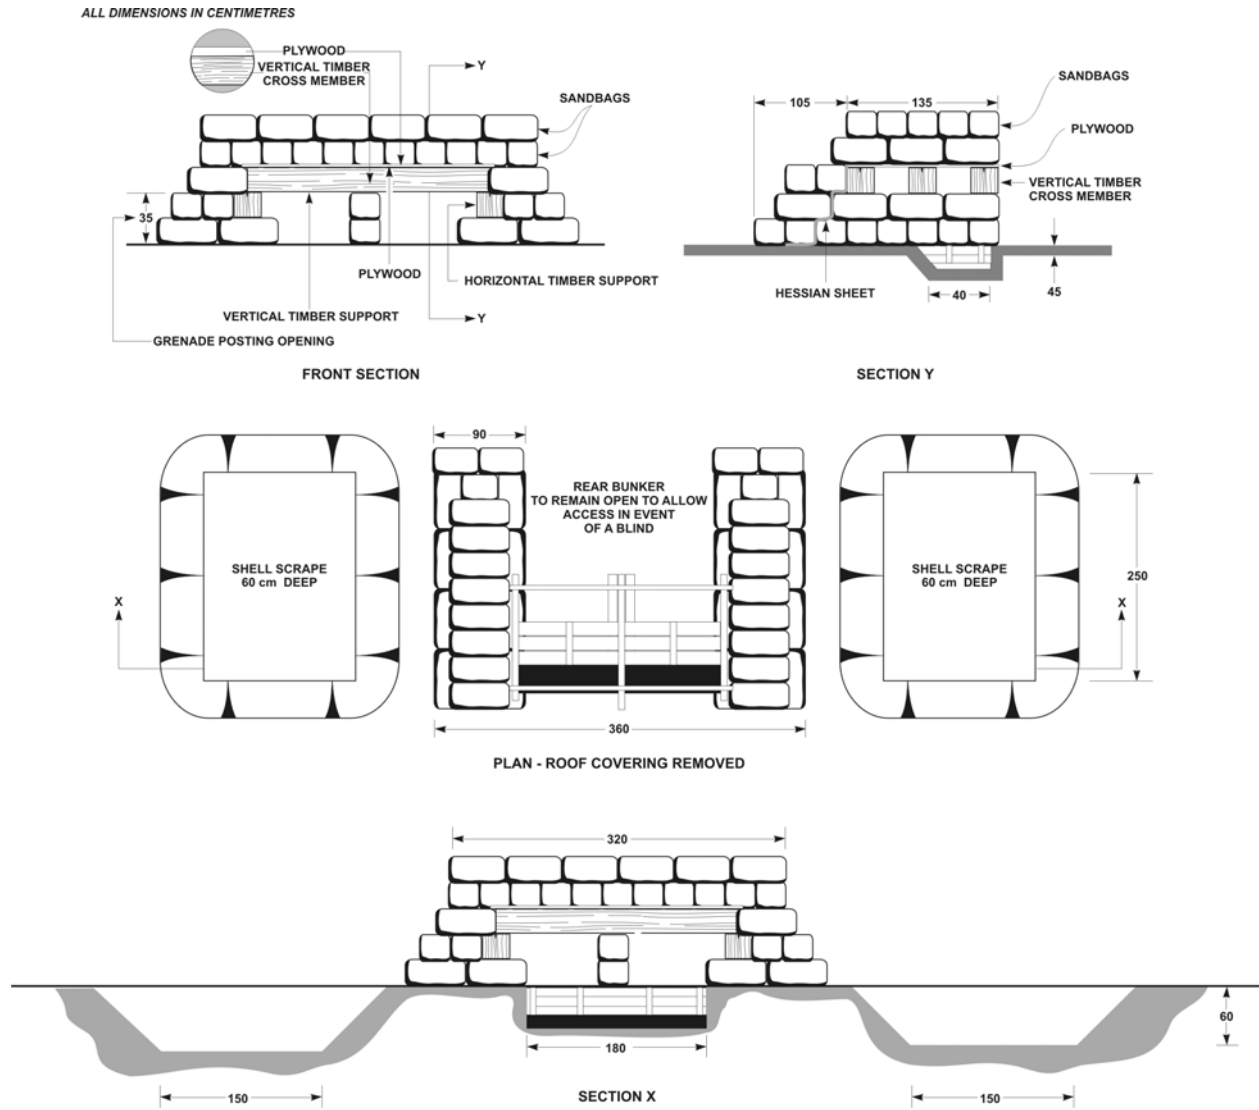 ALL DIMENSIONS IN CENTIMETRES
PLYWOOD
VERTICAL TIMBER
CROSS MEMBER
Y
SANDBAGS
35
PLYWOOD
HORIZONTAL TIMBER SUPPORT
VERTICAL TIMBER SUPPORT
Y
GRENADE POSTING OPENING
FRONT SECTION
105
135
SANDBAGS
PLYWOOD
VERTICAL TIMBER
CROSS MEMBER
HESSIAN SHEET
40
45
SECTION Y
SHELL SCRAPE
60 cm DEEP
X
90
REAR BUNKER
TO REMAIN OPEN TO ALLOW
ACCESS IN EVENT
OF A BLIND
360
SHELL SCRAPE
60 cm DEEP
250
X
PLAN - ROOF COVERING REMOVED
320
60
180
150
150
SECTION X